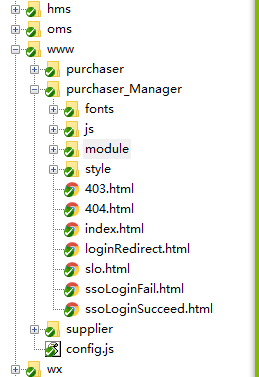 hms
oms
www
purchaser
purchaser_Manager
fonts
js
module
style
403.html
404.html
index.html
loginRedirect.html
slo.html
ssoLoginFail.html
ssoLoginSucceed.html
supplier
config.js
wx